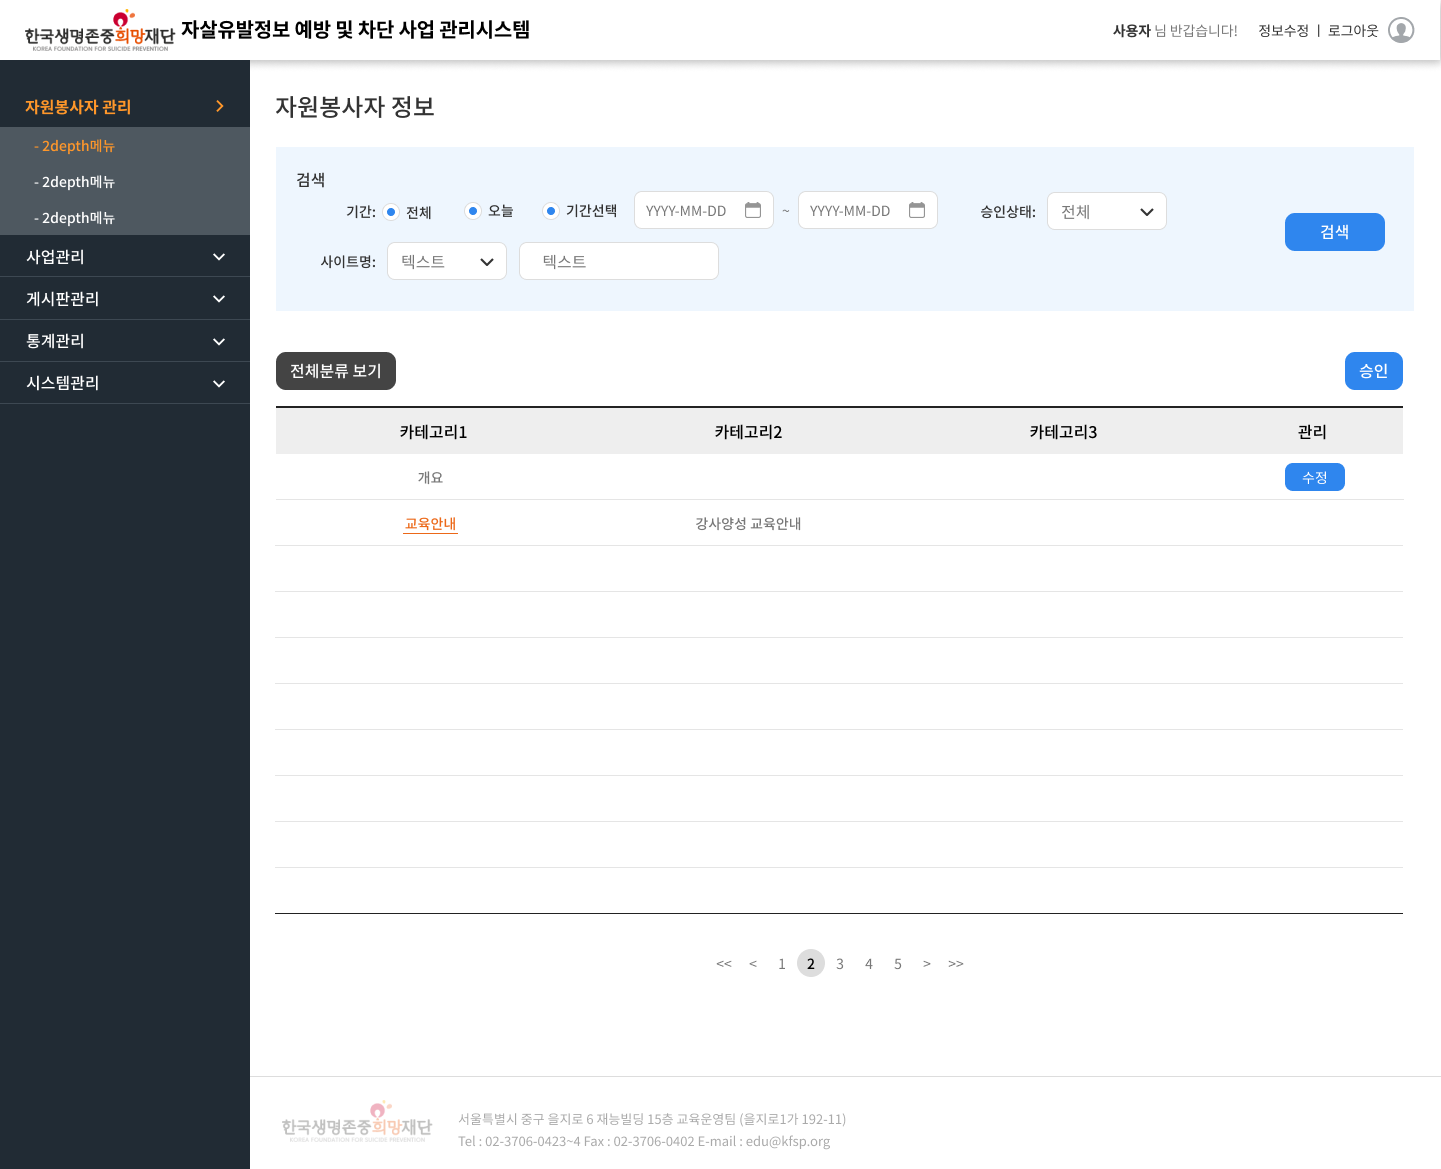 한국생명존중희망재단
KOREA FOUNDATION FOR SUICIDE PREVENTION
자살유발정보 예방 및 차단 사업 관리시스템
사용자 님 반갑습니다! 정보수정 | 로그아웃
자원봉사자 관리
- 2depth메뉴
- 2depth메뉴
- 2depth메뉴
사업관리
게시판관리
통계관리
시스템관리
자원봉사자 정보
검색
기간: 전체 오늘 기간선택 YYYY-MM-DD ~ YYYY-MM-DD 승인상태: 전체
검색
사이트명: 텍스트 텍스트
전체분류 보기 승인
카테고리1 카테고리2 카테고리3 관리
개요 수정
교육안내 강사양성 교육안내
<< < 1 2 3 4 5 > >>
한국생명존중희망재단
KOREA FOUNDATION FOR SUICIDE PREVENTION
서울특별시 중구 을지로 6 재능빌딩 15층 교육운영팀 (을지로1가 192-11)
Tel : 02-3706-0423~4 Fax : 02-3706-0402 E-mail : edu@kfsp.org